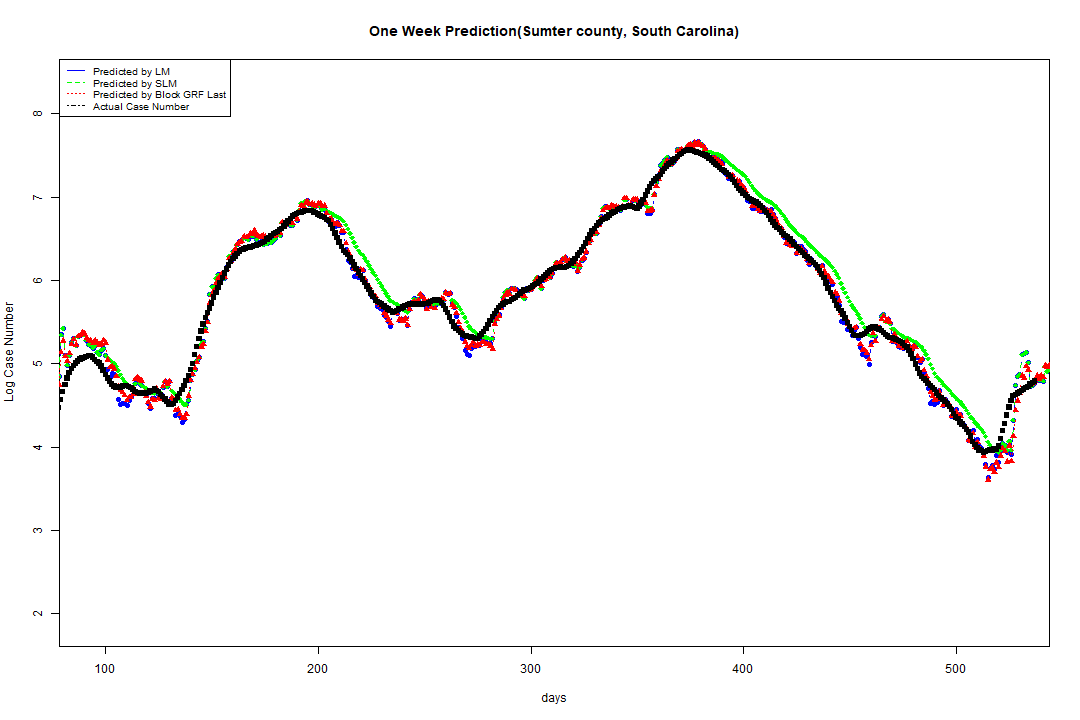 One Week Prediction(Sumter county, South Carolina)
Predicted by LM
Predicted by SLM
Predicted by Block GRF Last
Actual Case Number
8
7
6
5
4
3
2
Log Case Number
100 200 300 400 500
days